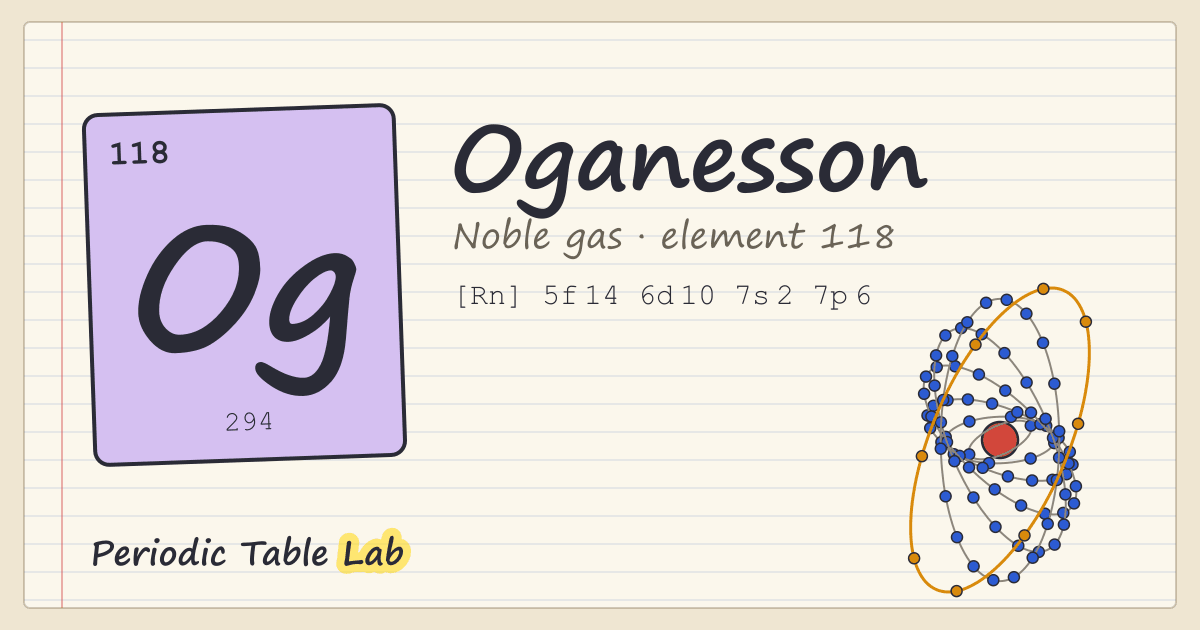 118
Og
294
Oganesson
Noble gas · element 118
[Rn] 5f14 6d10 7s2 7p6
Periodic Table Lab